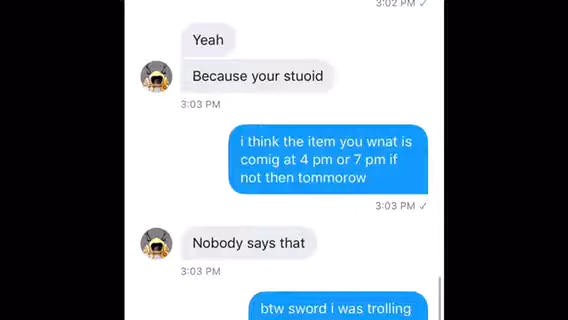 3:02 PM ✓
Yeah
Because your stuoid
3:03 PM
i think the item you wnat is
comig at 4 pm or 7 pm if
not then tommorow
3:03 PM ✓
Nobody says that
3:03 PM
btw sword i was trolling